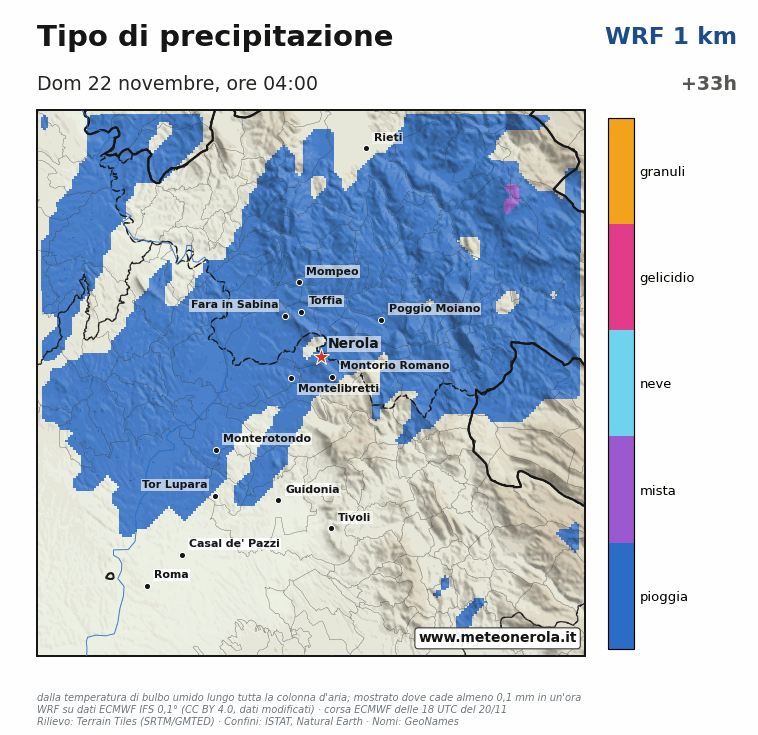 Tipo di precipitazione
WRF 1 km
Dom 22 novembre, ore 04:00
+33h
Rieti
Mompeo
Toffia
Fara in Sabina
Poggio Moiano
Nerola
Montorio Romano
Montelibretti
Monterotondo
Tor Lupara
Guidonia
Tivoli
Casal de' Pazzi
Roma
www.meteonerola.it
granuli
gelicidio
neve
mista
pioggia
dalla temperatura di bulbo umido lungo tutta la colonna d'aria; mostrato dove cade almeno 0,1 mm in un'ora
WRF su dati ECMWF IFS 0,1° (CC BY 4.0, dati modificati) · corsa ECMWF delle 18 UTC del 20/11
Rilievo: Terrain Tiles (SRTM/GMTED) · Confini: ISTAT, Natural Earth · Nomi: GeoNames